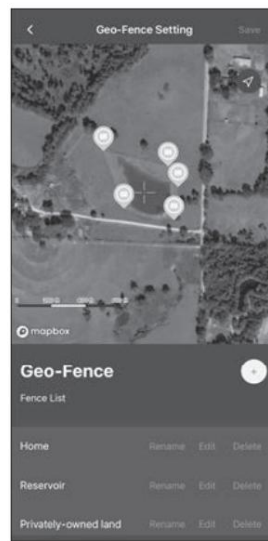 Geo-Fence Setting Save
mapbox
Geo-Fence
Fence List
Home Rename Edit Delete
Reservoir Rename Edit Delete
Privately-owned land Rename Edit Delete